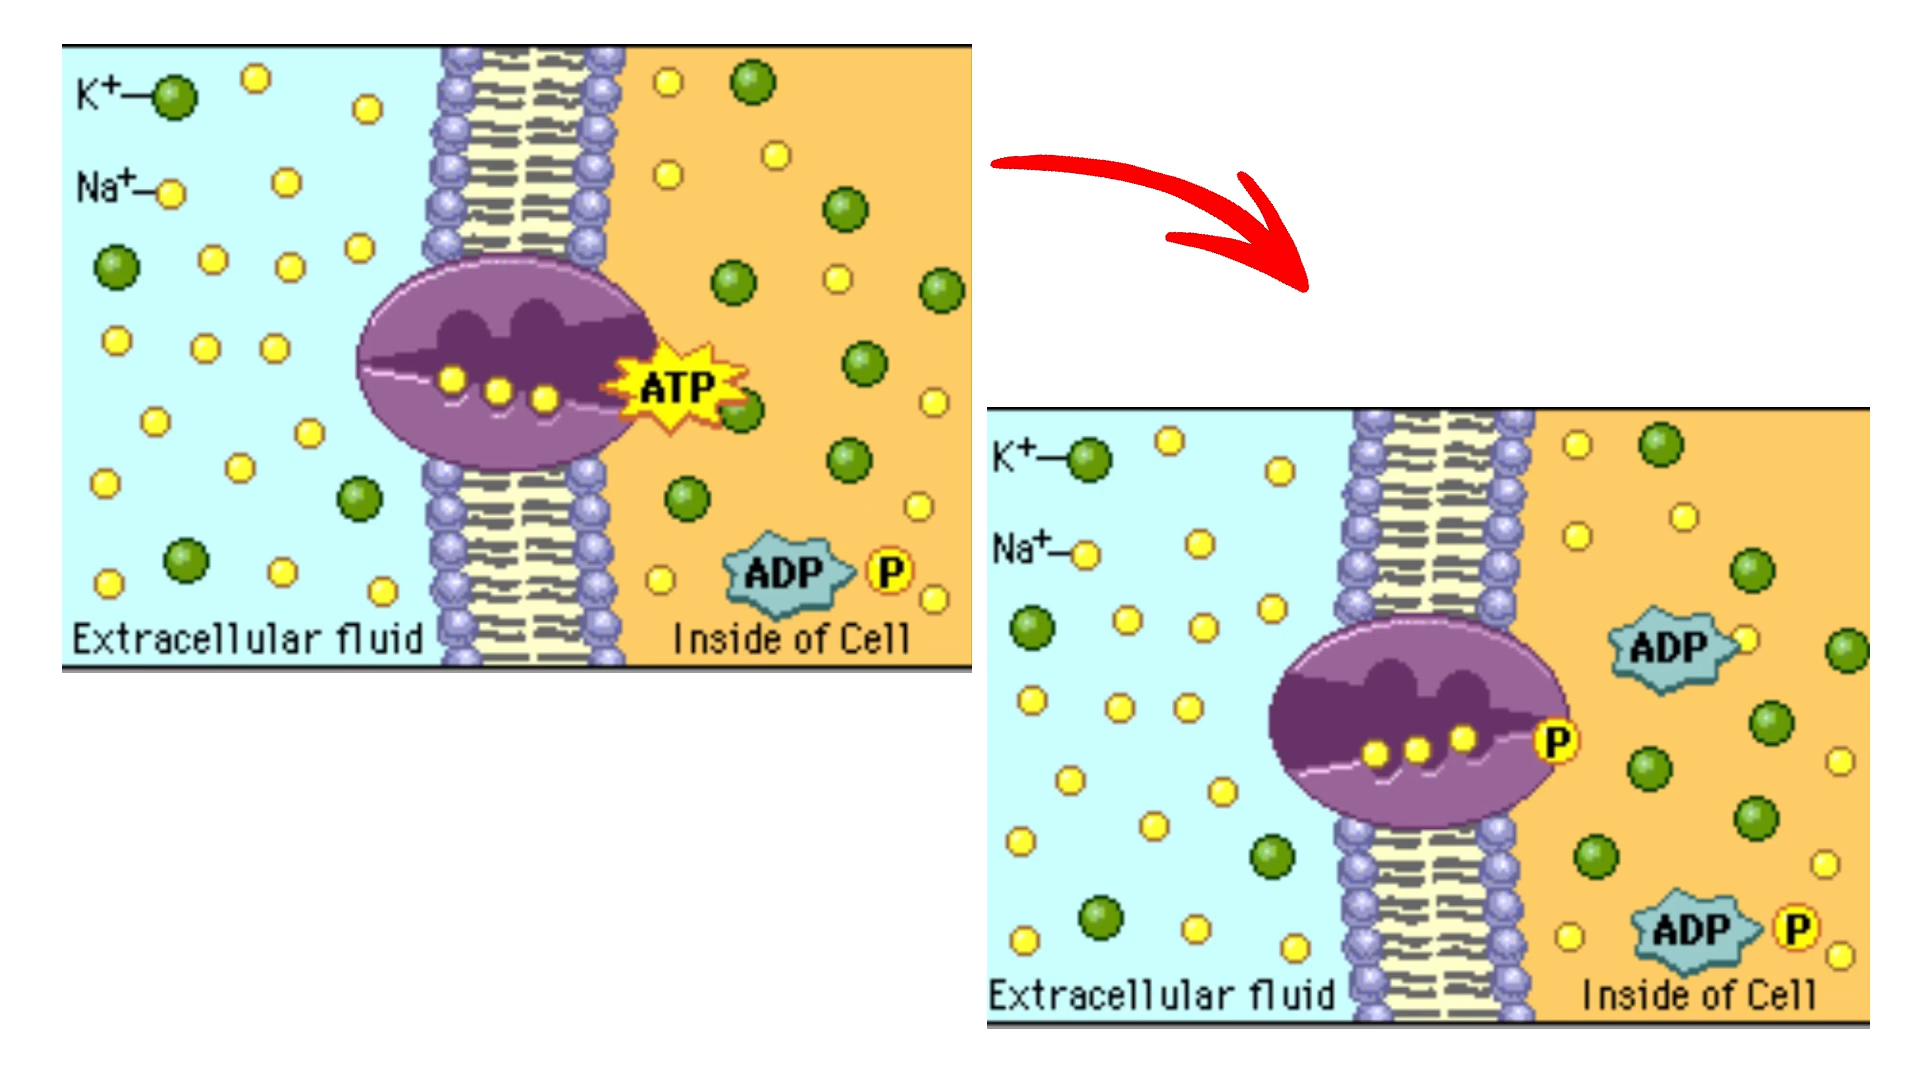 K+
Na+
ATP
ADP P
Extracellular fluid
Inside of Cell
K+
Na+
ADP
P
ADP P
Extracellular fluid
Inside of Cell